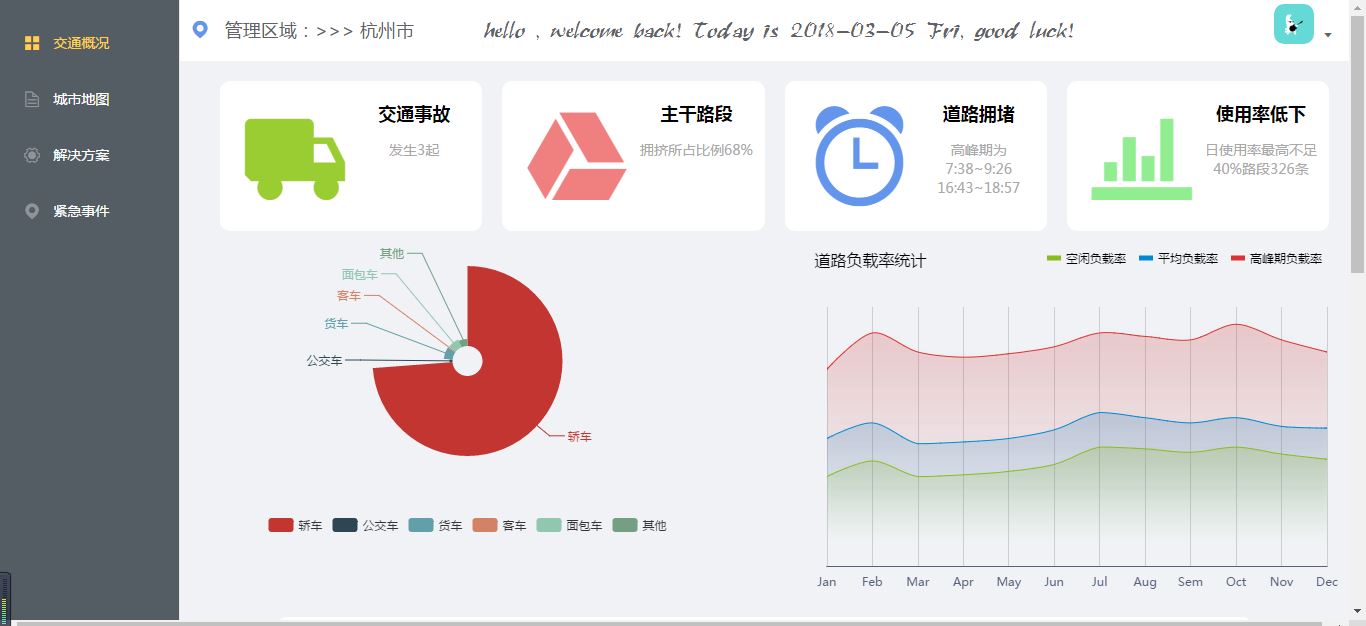 交通概况
城市地图
解决方案
紧急事件
管理区域：>>> 杭州市
hello , welcome back! Today is 2018-03-05 Fri, good luck!
交通事故
发生3起
主干路段
拥挤所占比例68%
道路拥堵
高峰期为
7:38~9:26
16:43~18:57
使用率低下
日使用率最高不足
40%路段326条
其他
面包车
客车
货车
公交车
轿车
轿车 公交车 货车 客车 面包车 其他
道路负载率统计
空闲负载率 平均负载率 高峰期负载率
Jan Feb Mar Apr May Jun Jul Aug Sem Oct Nov Dec